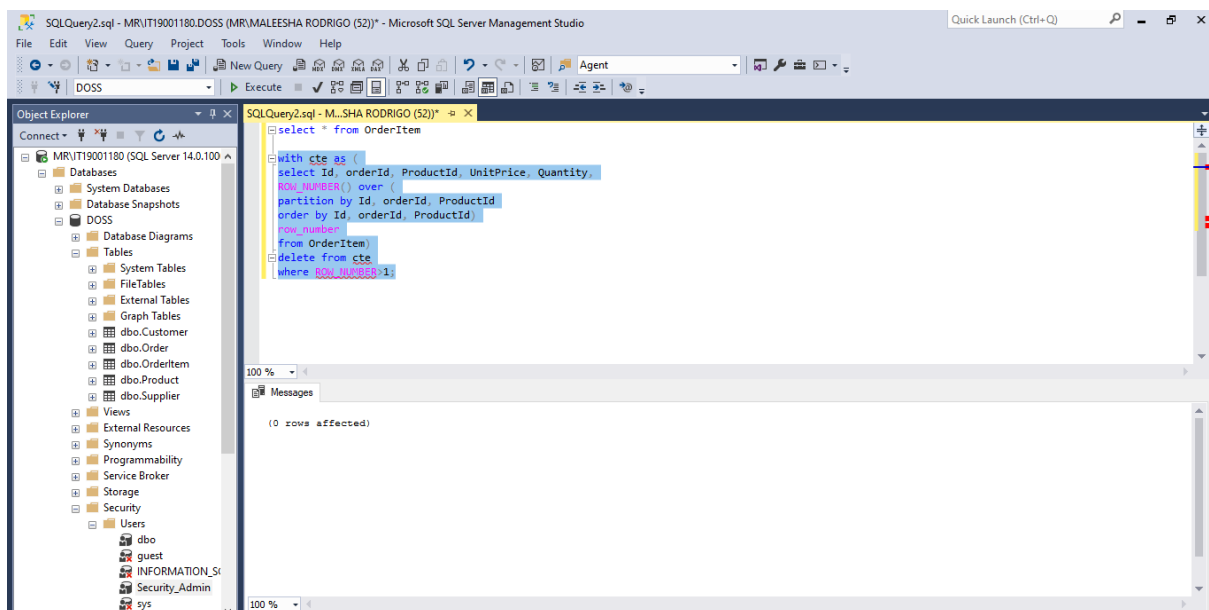 SQLQuery2.sql - MR\IT19001180.DOSS (MR\MALEESHA RODRIGO (52))* - Microsoft SQL Server Management Studio
Quick Launch (Ctrl+Q)
File Edit View Query Project Tools Window Help
New Query MDX DMX XMLA DAX Agent
DOSS Execute
Object Explorer
SQLQuery2.sql - M...SHA RODRIGO (52))*
Connect
MR\IT19001180 (SQL Server 14.0.100
Databases
System Databases
Database Snapshots
DOSS
Database Diagrams
Tables
System Tables
FileTables
External Tables
Graph Tables
dbo.Customer
dbo.Order
dbo.OrderItem
dbo.Product
dbo.Supplier
Views
External Resources
Synonyms
Programmability
Service Broker
Storage
Security
Users
dbo
guest
INFORMATION_SC
Security_Admin
sys
select * from OrderItem
with cte as (
select Id, orderId, ProductId, UnitPrice, Quantity,
ROW_NUMBER() over (
partition by Id, orderId, ProductId
order by Id, orderId, ProductId)
row_number
from OrderItem)
delete from cte
where ROW_NUMBER>1;
100 %
Messages
(0 rows affected)
100 %